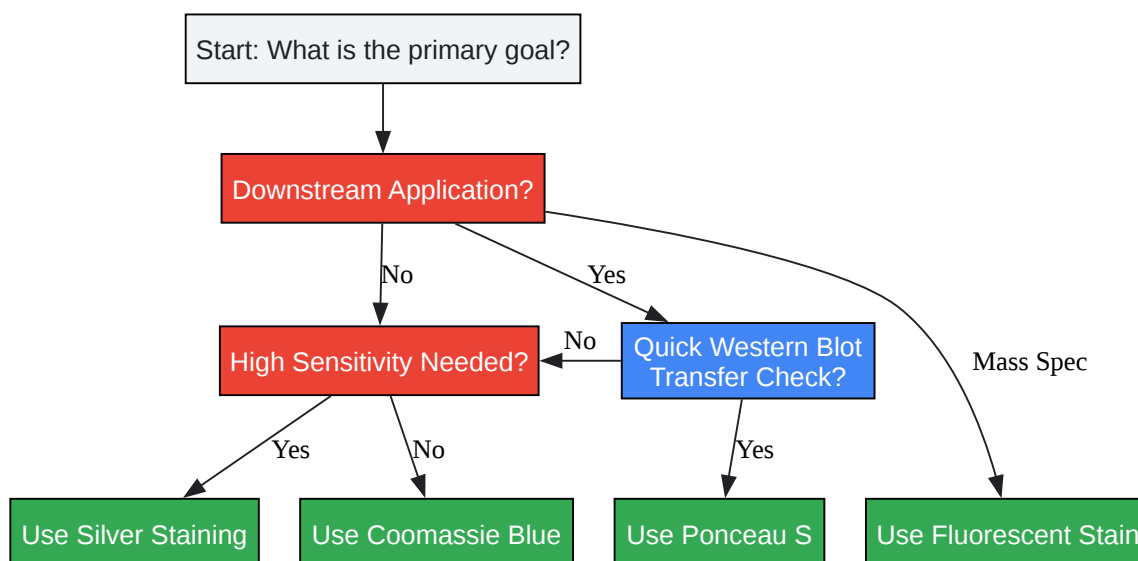 Start: What is the primary goal?
Downstream Application?
No
Yes
High Sensitivity Needed?
No
Quick Western Blot
Transfer Check?
Mass Spec
Yes
No
Yes
Use Silver Staining
Use Coomassie Blue
Use Ponceau S
Use Fluorescent Stain